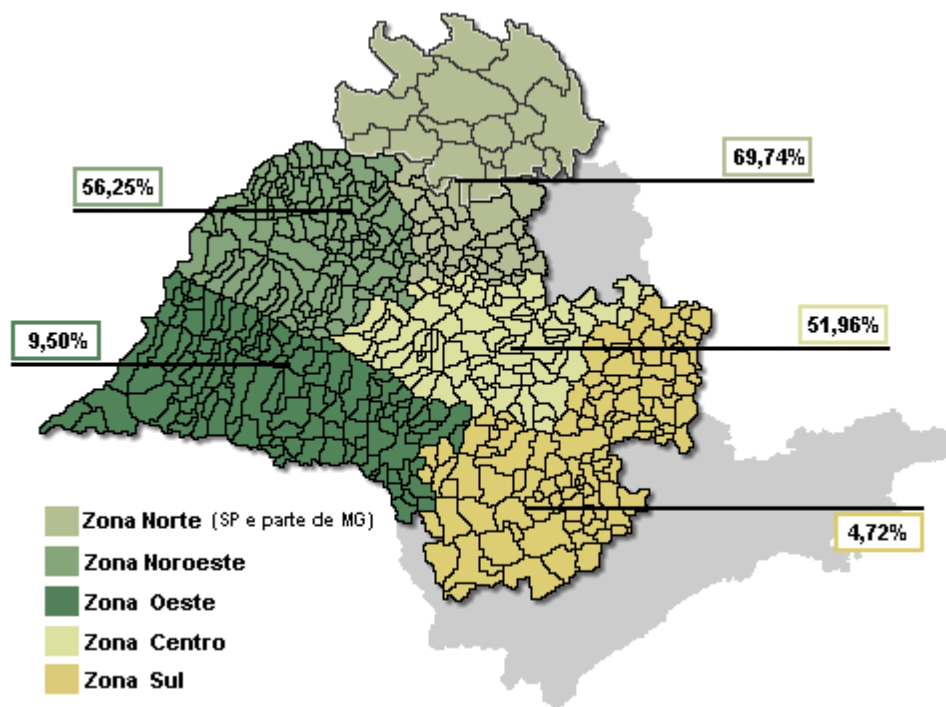 69,74%
56,25%
9,50%
51,96%
4,72%
Zona Norte (SP e parte de MG)
Zona Noroeste
Zona Oeste
Zona Centro
Zona Sul